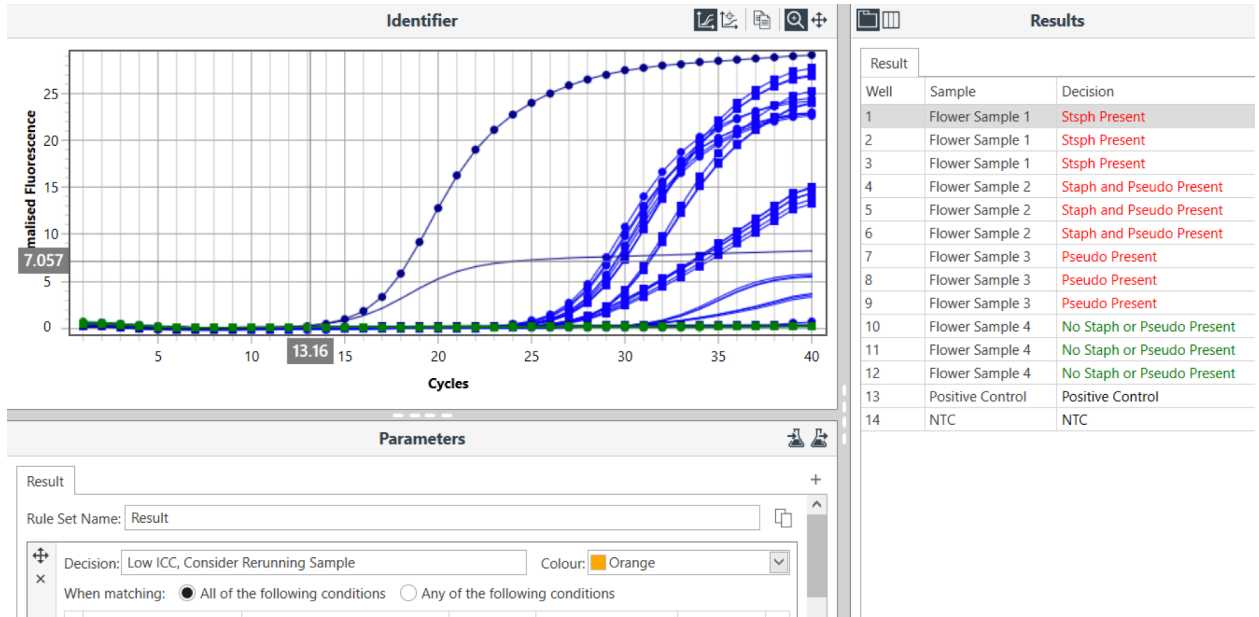 Identifier
malised Fluorescence
25
20
15
10
5
0
7.057
13.16
5 10 15 20 25 30 35 40
Cycles
Parameters
Result
+
Rule Set Name: Result
Decision: Low ICC, Consider Rerunning Sample Colour: Orange
When matching: All of the following conditions Any of the following conditions
Results
Result
Well Sample Decision
1 Flower Sample 1 Stsph Present
2 Flower Sample 1 Stsph Present
3 Flower Sample 1 Stsph Present
4 Flower Sample 2 Staph and Pseudo Present
5 Flower Sample 2 Staph and Pseudo Present
6 Flower Sample 2 Staph and Pseudo Present
7 Flower Sample 3 Pseudo Present
8 Flower Sample 3 Pseudo Present
9 Flower Sample 3 Pseudo Present
10 Flower Sample 4 No Staph or Pseudo Present
11 Flower Sample 4 No Staph or Pseudo Present
12 Flower Sample 4 No Staph or Pseudo Present
13 Positive Control Positive Control
14 NTC NTC